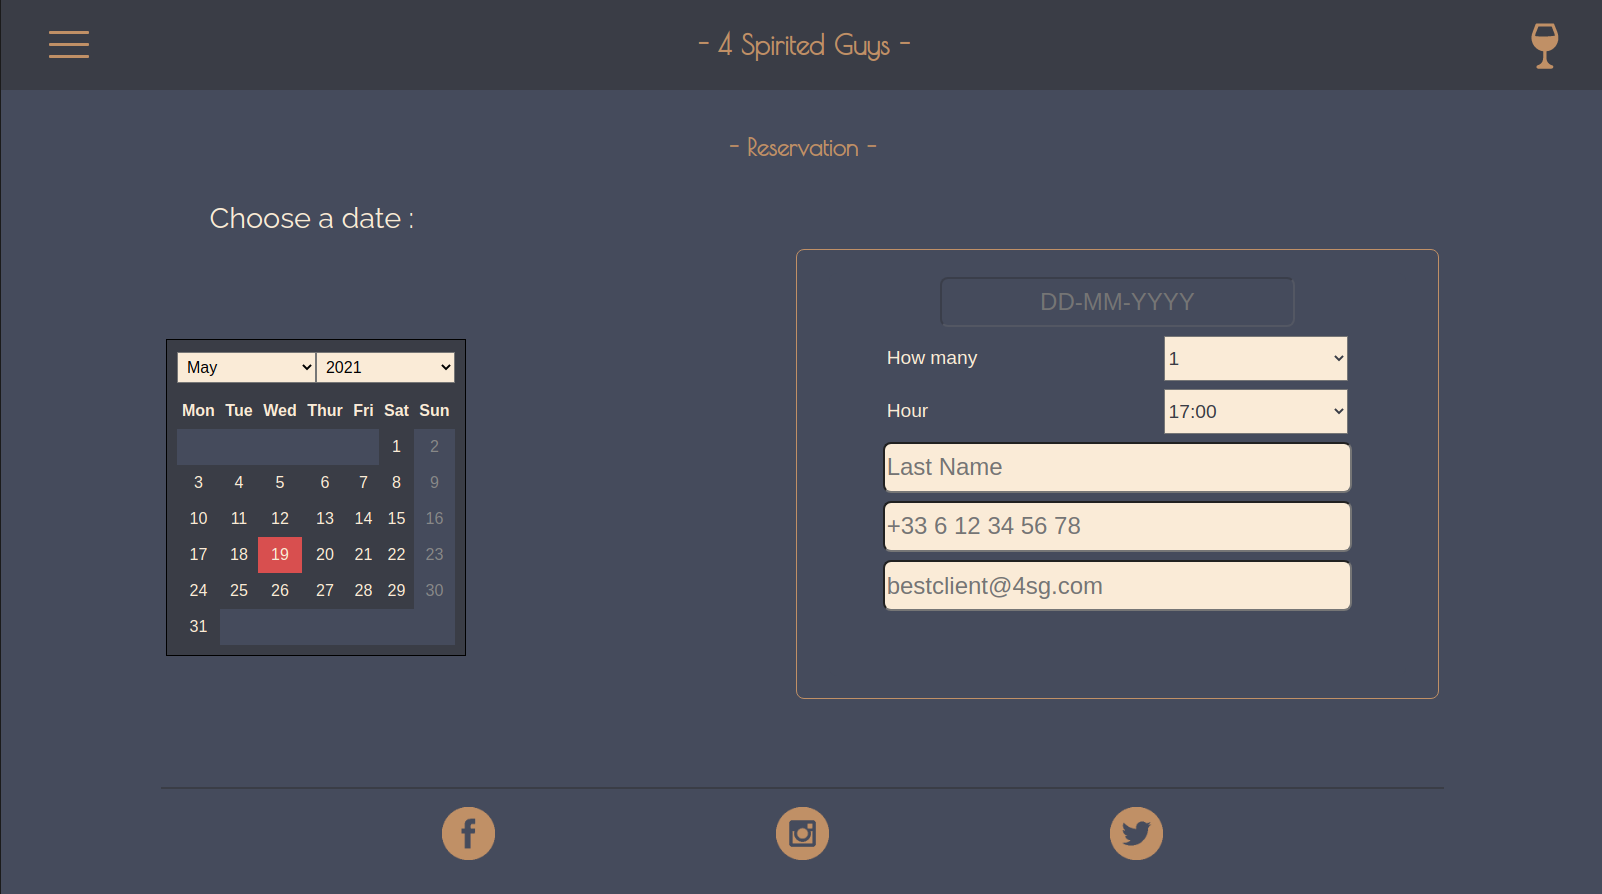 - 4 Spirited Guys -
- Reservation -
Choose a date :
May 2021
Mon Tue Wed Thur Fri Sat Sun
1 2
3 4 5 6 7 8 9
10 11 12 13 14 15 16
17 18 19 20 21 22 23
24 25 26 27 28 29 30
31
DD-MM-YYYY
How many 1
Hour 17:00
Last Name
+33 6 12 34 56 78
bestclient@4sg.com